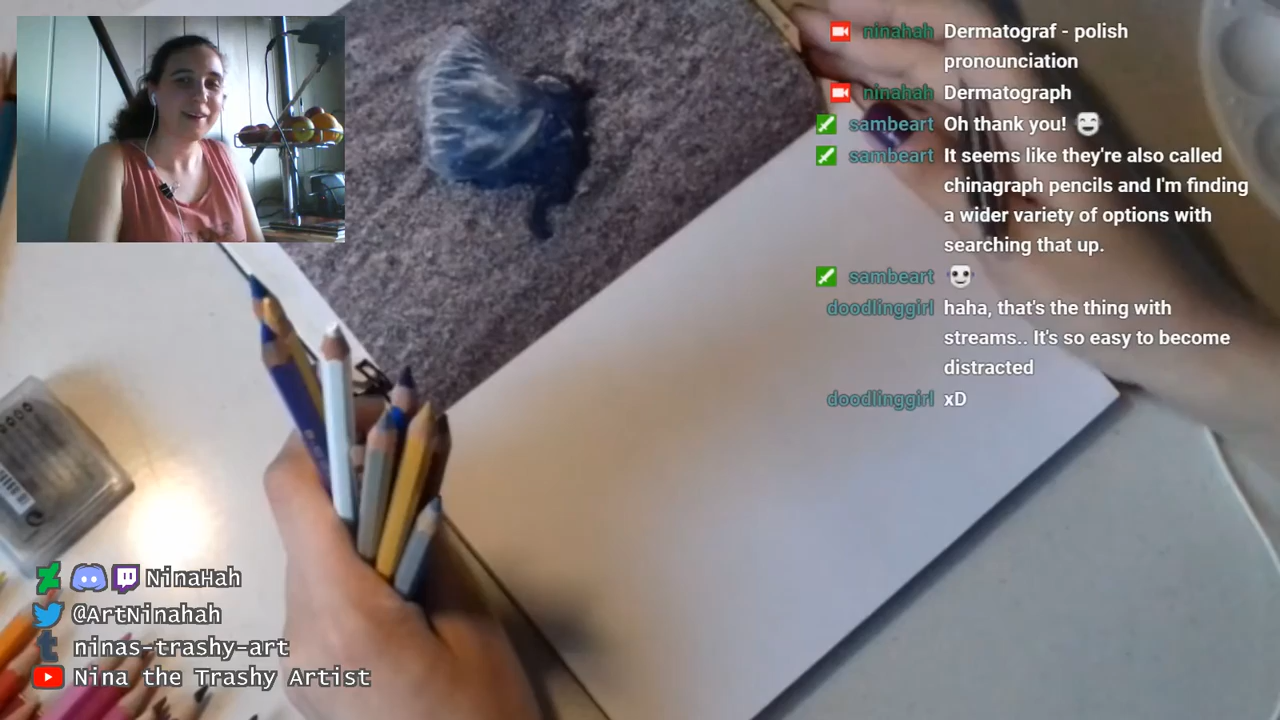 ninahah Dermatograf - polish
pronounciation
ninahah Dermatograph
sambeart Oh thank you!
sambeart It seems like they're also called
chinagraph pencils and I'm finding
a wider variety of options with
searching that up.
sambeart
doodlinggirl haha, that's the thing with
streams.. It's so easy to become
distracted
doodlinggirl xD
NinaHah
@ArtNinahah
ninas-trashy-art
Nina the Trashy Artist